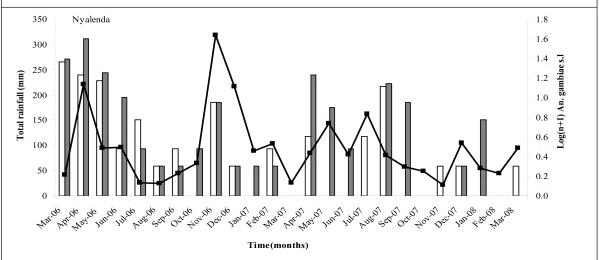 Nyalenda
350
300
250
200
150
100
50
0
Total rainfall (mm)
1.8
1.6
1.4
1.2
1.0
0.8
0.6
0.4
0.2
0.0
Log(n+1) An. gambiae s.l
Mar-06
Apr-06
May-06
Jun-06
Jul-06
Aug-06
Sep-06
Oct-06
Nov-06
Dec-06
Jan-07
Feb-07
Mar-07
Apr-07
May-07
Jun-07
Jul-07
Aug-07
Sep-07
Oct-07
Nov-07
Dec-07
Jan-08
Feb-08
Mar-08
Time(months)